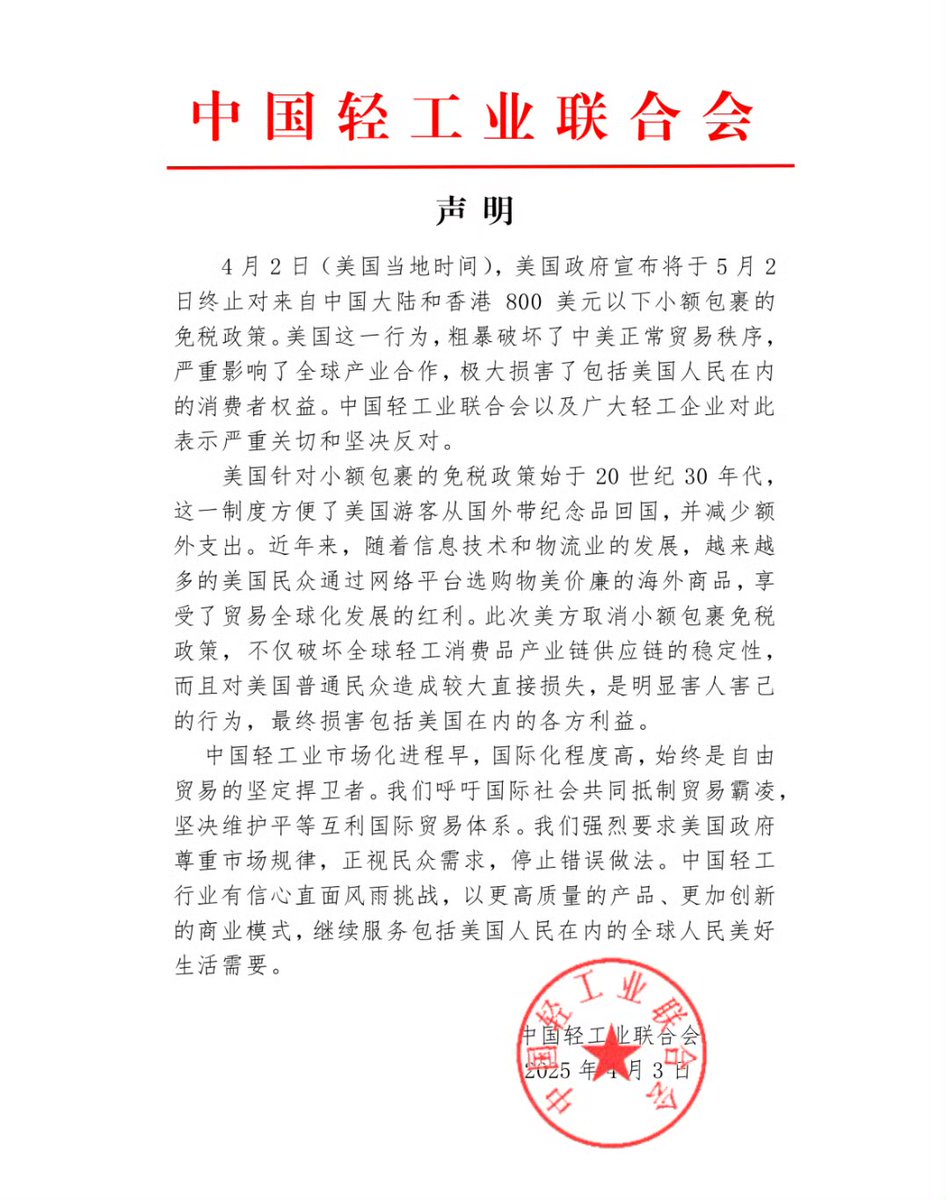 中国轻工业联合会
声明
4月2日（美国当地时间），美国政府宣布将于5月2
日终止对来自中国大陆和香港 800 美元以下小额包裹的
免税政策。美国这一行为，粗暴破坏了中美正常贸易秩序，
严重影响了全球产业合作，极大损害了包括美国人民在内
的消费者权益。中国轻工业联合会以及广大轻工企业对此
表示严重关切和坚决反对。
美国针对小额包裹的免税政策始于 20 世纪 30 年代，
这一制度方便了美国游客从国外带纪念品回国，并减少额
外支出。近年来，随着信息技术和物流业的发展，越来越
多的美国民众通过网络平台选购物美价廉的海外商品，享
受了贸易全球化发展的红利。此次美方取消小额包裹免税
政策，不仅破坏全球轻工消费品产业链供应链的稳定性，
而且对美国普通民众造成较大直接损失，是明显害人害己
的行为，最终损害包括美国在内的各方利益。
中国轻工业市场化进程早，国际化程度高，始终是自由
贸易的坚定捍卫者。我们呼吁国际社会共同抵制贸易霸凌，
坚决维护平等互利国际贸易体系。我们强烈要求美国政府
尊重市场规律，正视民众需求，停止错误做法。中国轻工
行业有信心直面风雨挑战，以更高质量的产品、更加创新
的商业模式，继续服务包括美国人民在内的全球人民美好
生活需要。
中国轻工业联合会
2025年4月3日
中国轻工业联合会